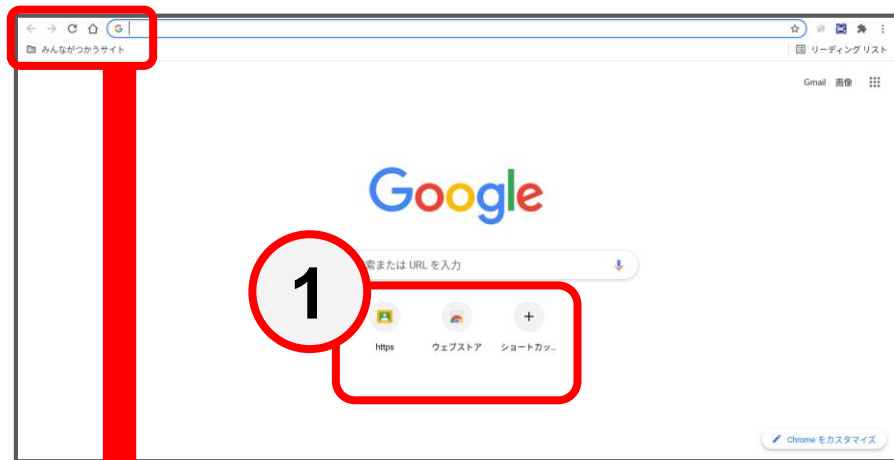 G
みんながつかうサイト
リーディングリスト
Gmail 画像
Google
索または URL を入力
1
https ウェブストア ショートカッ...
Chrome をカスタマイズ